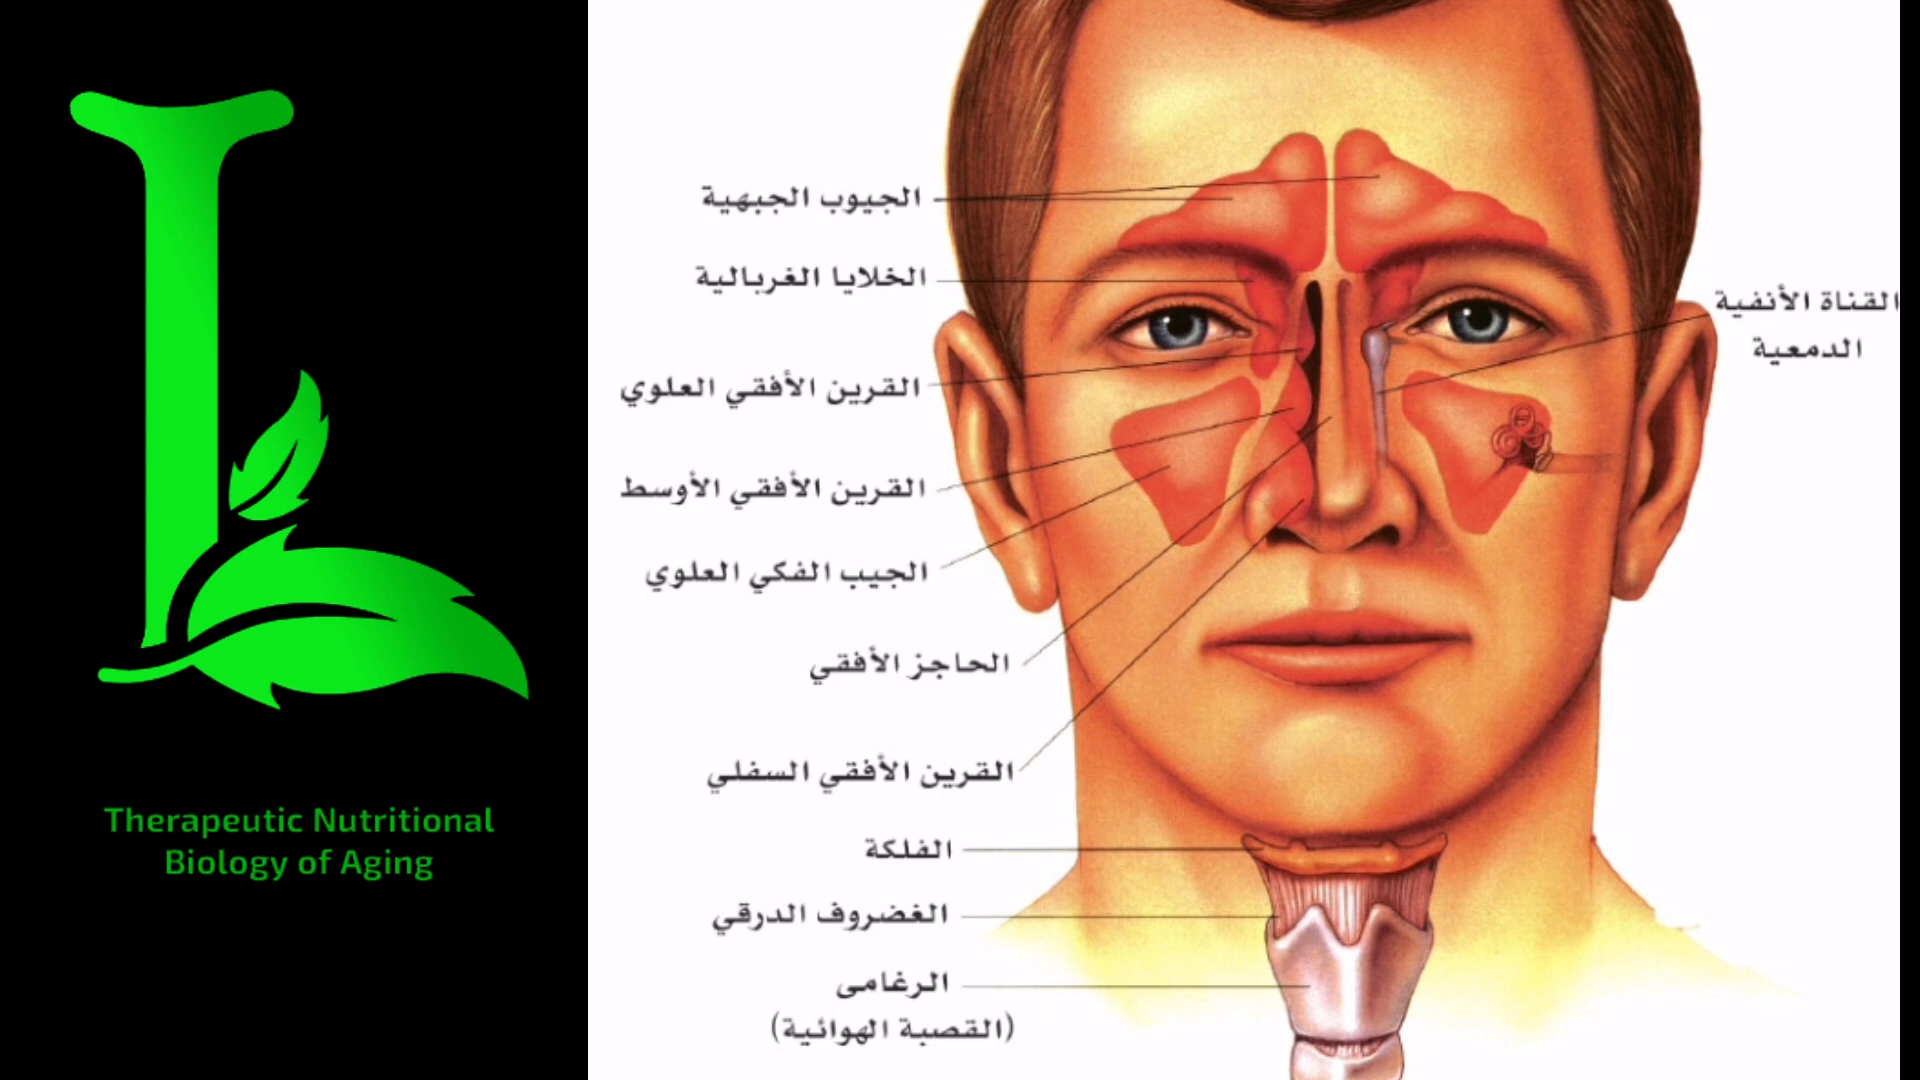 الجيوب الجبهية
الخلايا الغربالية
القناة الأنفية
الدمعية
القرين الأفقي العلوي
القرين الأفقي الأوسط
الجيب الفكي العلوي
الحاجز الأفقي
القرين الأفقي السفلي
الفلكة
الغضروف الدرقي
الرغامى
(القصبة الهوائية)
Therapeutic Nutritional
Biology of Aging